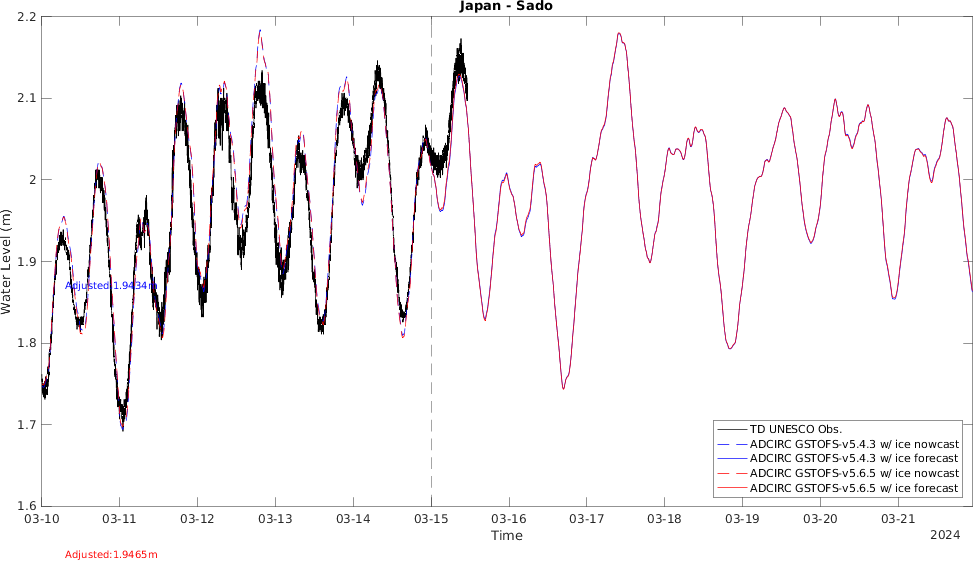 Japan - Sado
2.2
2.1
2
1.9
1.8
1.7
1.6
Water Level (m)
Adjusted:1.9434m
TD UNESCO Obs.
ADCIRC GSTOFS-v5.4.3 w/ ice nowcast
ADCIRC GSTOFS-v5.4.3 w/ ice forecast
ADCIRC GSTOFS-v5.6.5 w/ ice nowcast
ADCIRC GSTOFS-v5.6.5 w/ ice forecast
03-10 03-11 03-12 03-13 03-14 03-15 03-16 03-17 03-18 03-19 03-20 03-21
Time
2024
Adjusted:1.9465m